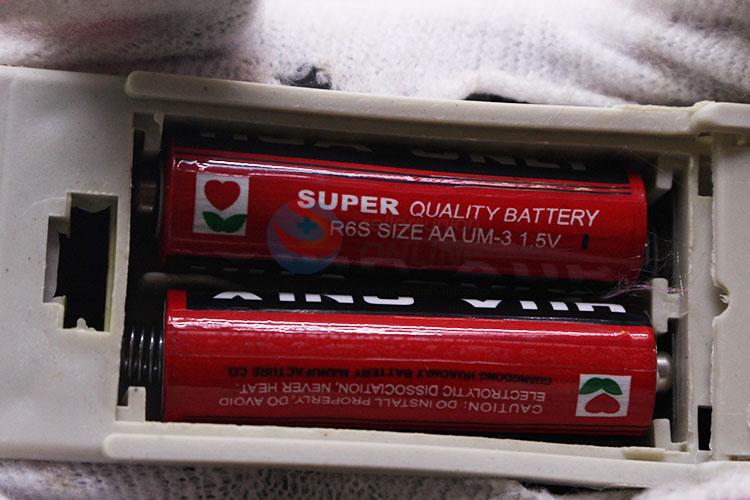 SUPER QUALITY BATTERY
R6S SIZE AA UM-3 1.5V
CAUTION: DO INSTALL PROPERLY, DO AVOID
ELECTROLYTIC DISSOCIATION, NEVER HEAT.
GUANGDONG BATTERY MANUFACTURE CO.